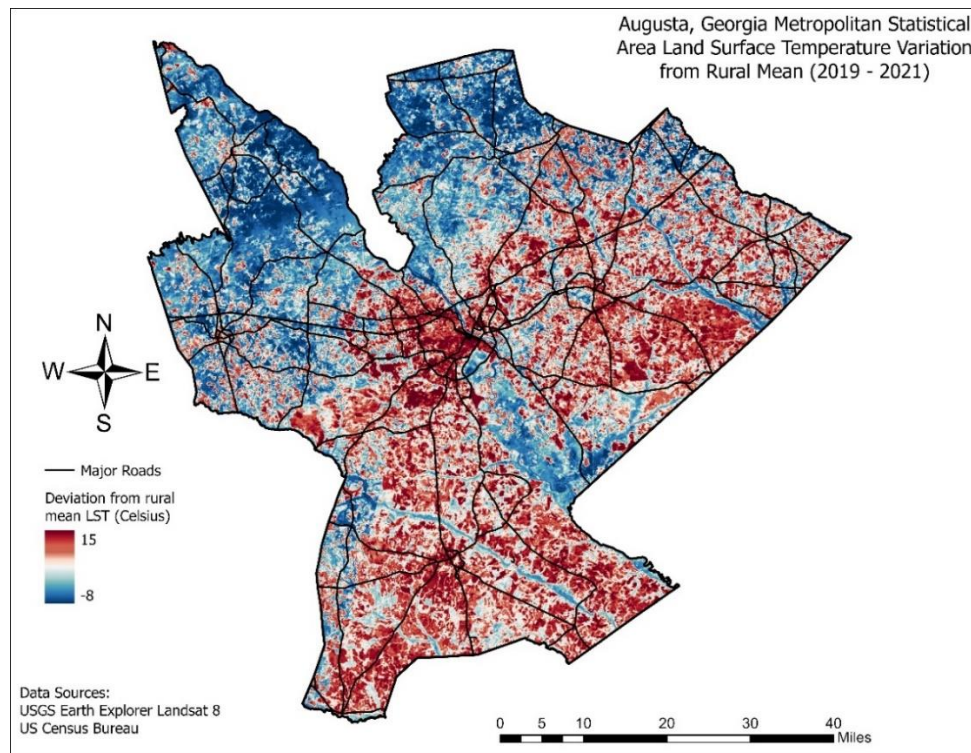 Augusta, Georgia Metropolitan Statistical
Area Land Surface Temperature Variation
from Rural Mean (2019 - 2021)
N
W E
S
Major Roads
Deviation from rural
mean LST (Celsius)
15
-8
Data Sources:
USGS Earth Explorer Landsat 8
US Census Bureau
0 5 10 20 30 40
Miles